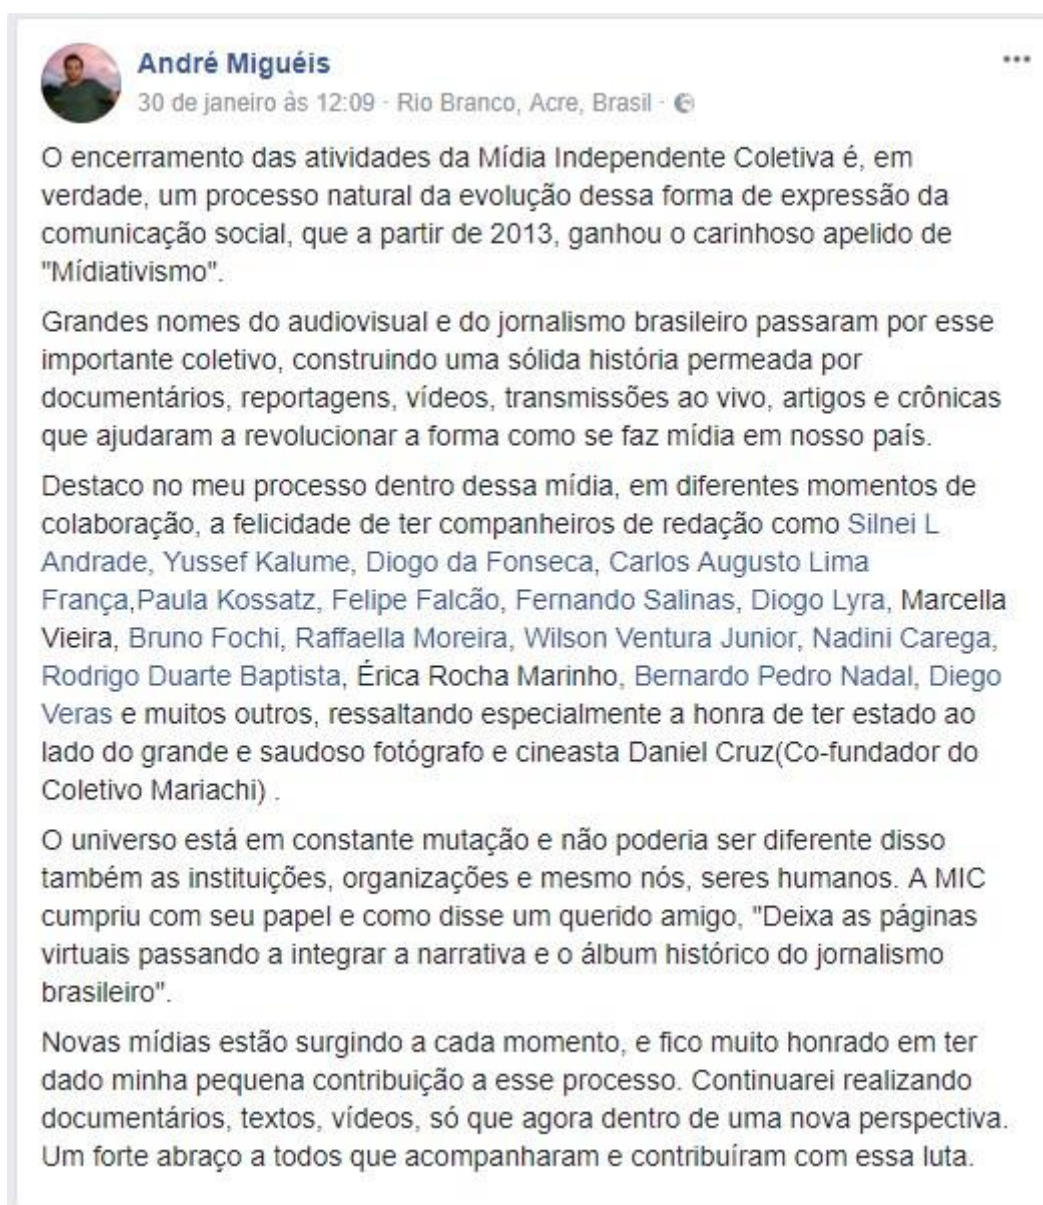 André Miguéis
30 de janeiro às 12:09 · Rio Branco, Acre, Brasil ·
O encerramento das atividades da Mídia Independente Coletiva é, em
verdade, um processo natural da evolução dessa forma de expressão da
comunicação social, que a partir de 2013, ganhou o carinhoso apelido de
"Mídiativismo".
Grandes nomes do audiovisual e do jornalismo brasileiro passaram por esse
importante coletivo, construindo uma sólida história permeada por
documentários, reportagens, vídeos, transmissões ao vivo, artigos e crônicas
que ajudaram a revolucionar a forma como se faz mídia em nosso país.
Destaco no meu processo dentro dessa mídia, em diferentes momentos de
colaboração, a felicidade de ter companheiros de redação como Silnei L
Andrade, Yussef Kalume, Diogo da Fonseca, Carlos Augusto Lima
França,Paula Kossatz, Felipe Falcão, Fernando Salinas, Diogo Lyra, Marcella
Vieira, Bruno Fochi, Raffaella Moreira, Wilson Ventura Junior, Nadini Carega,
Rodrigo Duarte Baptista, Érica Rocha Marinho, Bernardo Pedro Nadal, Diego
Veras e muitos outros, ressaltando especialmente a honra de ter estado ao
lado do grande e saudoso fotógrafo e cineasta Daniel Cruz(Co-fundador do
Coletivo Mariachi) .
O universo está em constante mutação e não poderia ser diferente disso
também as instituições, organizações e mesmo nós, seres humanos. A MIC
cumpriu com seu papel e como disse um querido amigo, "Deixa as páginas
virtuais passando a integrar a narrativa e o álbum histórico do jornalismo
brasileiro".
Novas mídias estão surgindo a cada momento, e fico muito honrado em ter
dado minha pequena contribuição a esse processo. Continuarei realizando
documentários, textos, vídeos, só que agora dentro de uma nova perspectiva.
Um forte abraço a todos que acompanharam e contribuíram com essa luta.